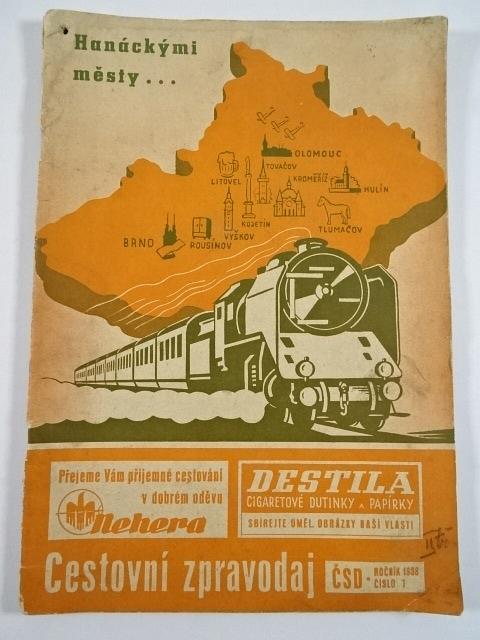 Hanáckými
městy...
OLOMOUC
TOVAČOV
LITOVEL
KROMĚŘÍŽ
HULÍN
KOJETÍN
TLUMAČOV
VYŠKOV
BRNO
ROUSÍNOV
Přejeme Vám příjemné cestování
v dobrém oděvu
Nehera
DESTILA
CIGARETOVÉ DUTINKY A PAPÍRKY
SBÍREJTE UMĚL. OBRÁZKY NAŠÍ VLASTI
Cestovní zpravodaj
ČSD • ROČNÍK 1938
ČÍSLO 7